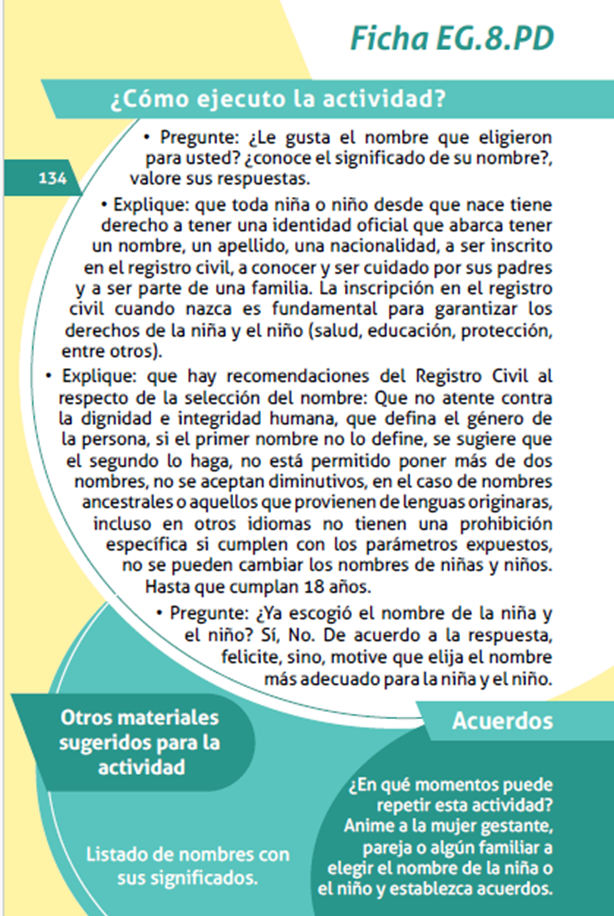 Ficha EG.8.PD
¿Cómo ejecuto la actividad?
• Pregunte: ¿Le gusta el nombre que eligieron
para usted? ¿conoce el significado de su nombre?,
valore sus respuestas.
134
• Explique: que toda niña o niño desde que nace tiene
derecho a tener una identidad oficial que abarca tener
un nombre, un apellido, una nacionalidad, a ser inscrito
en el registro civil, a conocer y ser cuidado por sus padres
y a ser parte de una familia. La inscripción en el registro
civil cuando nazca es fundamental para garantizar los
derechos de la niña y el niño (salud, educación, protección,
entre otros).
• Explique: que hay recomendaciones del Registro Civil al
respecto de la selección del nombre: Que no atente contra
la dignidad e integridad humana, que defina el género de
la persona, si el primer nombre no lo define, se sugiere que
el segundo lo haga, no está permitido poner más de dos
nombres, no se aceptan diminutivos, en el caso de nombres
ancestrales o aquellos que provienen de lenguas originaras,
incluso en otros idiomas no tienen una prohibición
específica si cumplen con los parámetros expuestos,
no se pueden cambiar los nombres de niñas y niños.
Hasta que cumplan 18 años.
• Pregunte: ¿Ya escogió el nombre de la niña y
el niño? Sí, No. De acuerdo a la respuesta,
felicite, sino, motive que elija el nombre
más adecuado para la niña y el niño.
Otros materiales
sugeridos para la
actividad
Listado de nombres con
sus significados.
Acuerdos
¿En qué momentos puede
repetir esta actividad?
Anime a la mujer gestante,
pareja o algún familiar a
elegir el nombre de la niña o
el niño y establezca acuerdos.